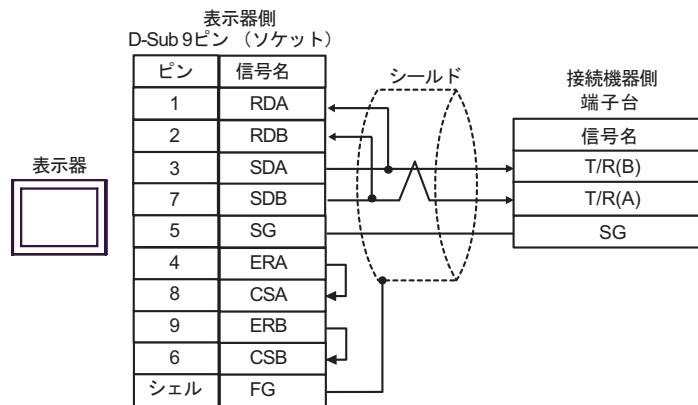 表示器側
D-Sub 9ピン （ソケット）
ピン 信号名
1 RDA
2 RDB
3 SDA
7 SDB
5 SG
4 ERA
8 CSA
9 ERB
6 CSB
シェル FG
表示器
シールド
接続機器側
端子台
信号名
T/R(B)
T/R(A)
SG